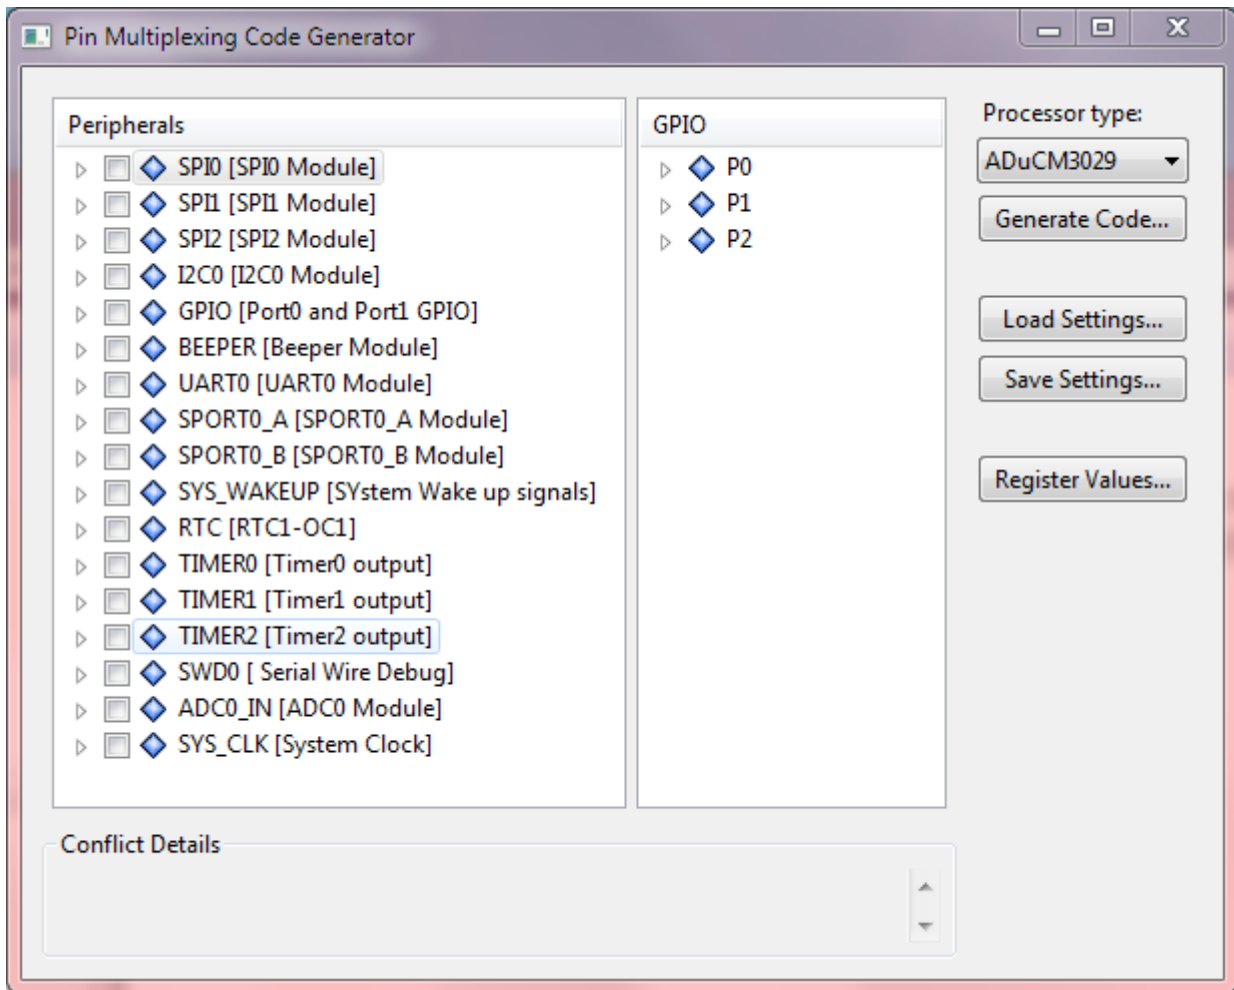 Pin Multiplexing Code Generator
Peripherals
SPI0 [SPI0 Module]
SPI1 [SPI1 Module]
SPI2 [SPI2 Module]
I2C0 [I2C0 Module]
GPIO [Port0 and Port1 GPIO]
BEEPER [Beeper Module]
UART0 [UART0 Module]
SPORT0_A [SPORT0_A Module]
SPORT0_B [SPORT0_B Module]
SYS_WAKEUP [SYstem Wake up signals]
RTC [RTC1-OC1]
TIMER0 [Timer0 output]
TIMER1 [Timer1 output]
TIMER2 [Timer2 output]
SWD0 [ Serial Wire Debug]
ADC0_IN [ADC0 Module]
SYS_CLK [System Clock]
GPIO
P0
P1
P2
Processor type:
ADuCM3029
Generate Code...
Load Settings...
Save Settings...
Register Values...
Conflict Details